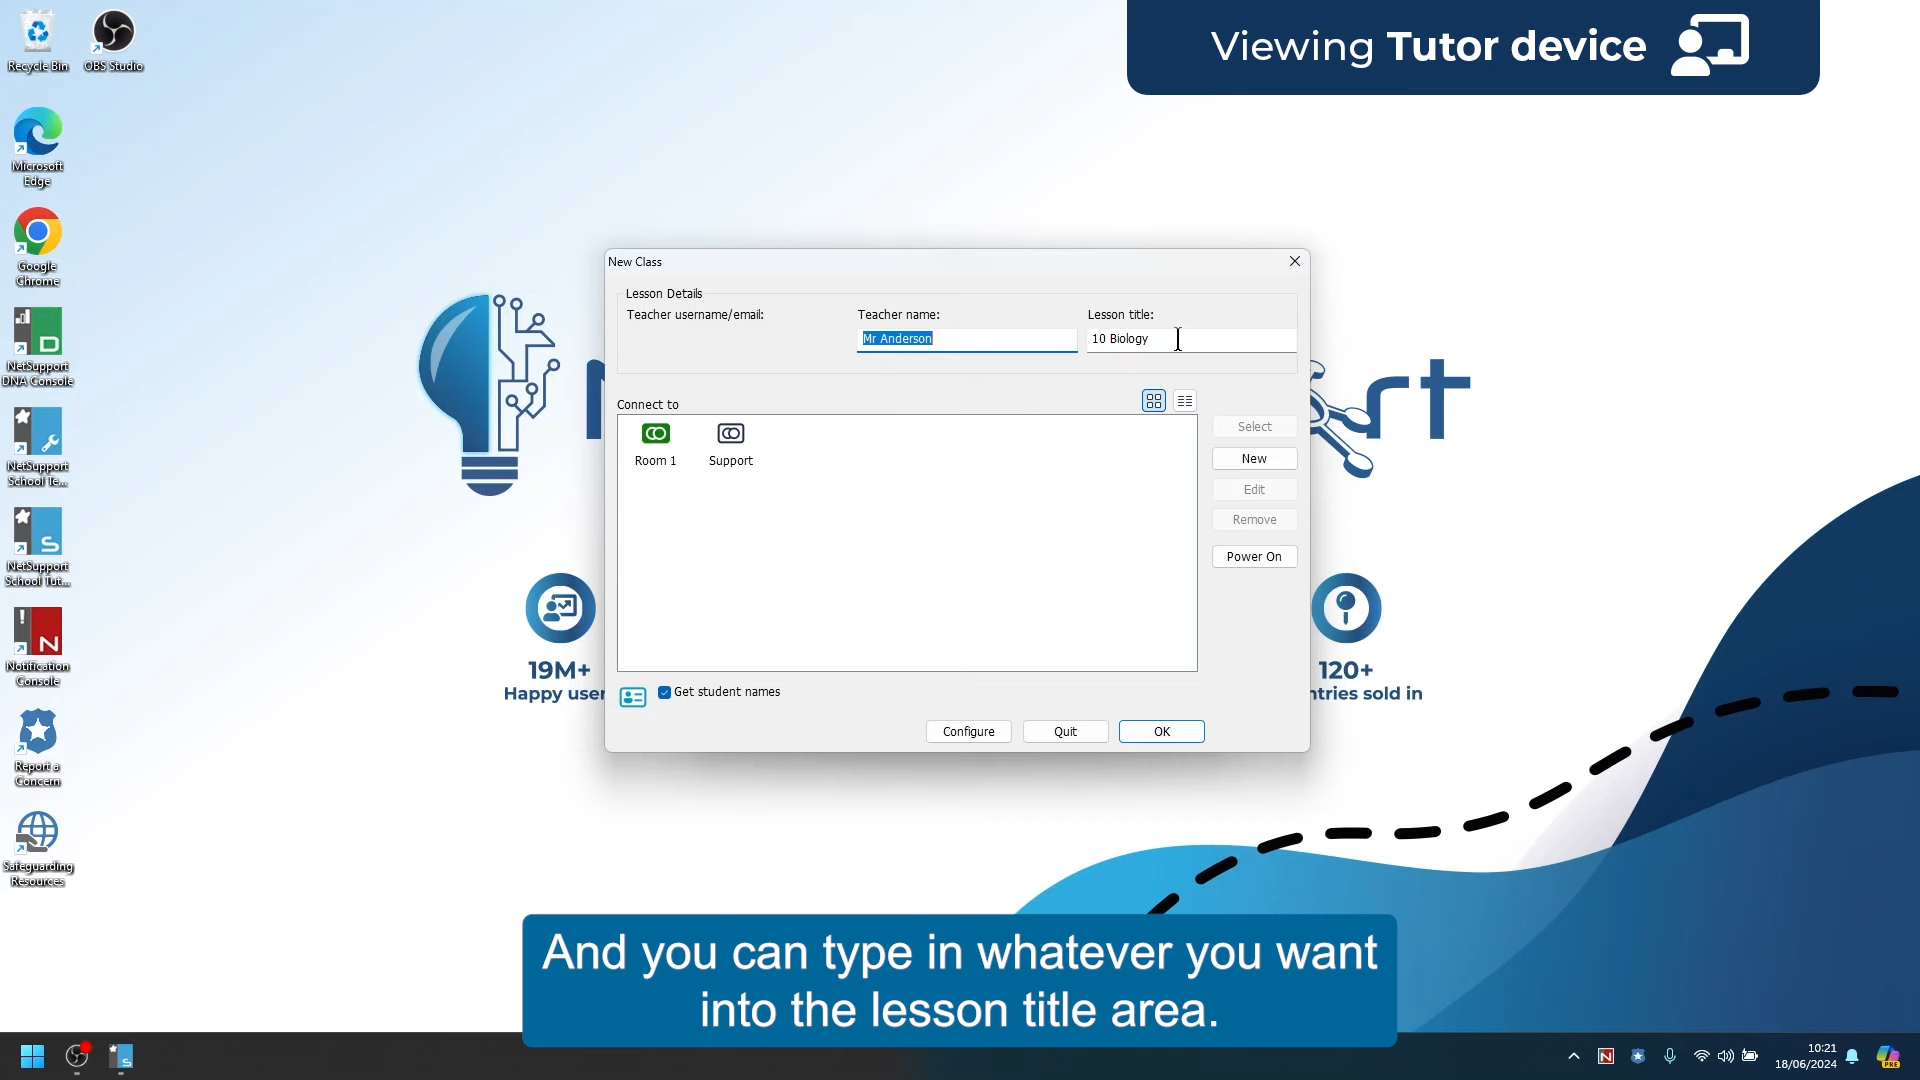 Recycle Bin
OBS Studio
Viewing Tutor device
Microsoft
Edge
Google
Chrome
NetSupport
DNA Console
NetSupport
School Te...
NetSupport
School Tut...
Notification
Console
Report a
Concern
Safeguarding
Resources
New Class
Lesson Details
Teacher username/email:
Teacher name:
Lesson title:
Mr Anderson
10 Biology
Connect to
Room 1
Support
Select
New
Edit
Remove
Power On
Get student names
Configure
Quit
OK
rt
19M+
Happy user
120+
ntries sold in
And you can type in whatever you want
into the lesson title area.
10:21
18/06/2024